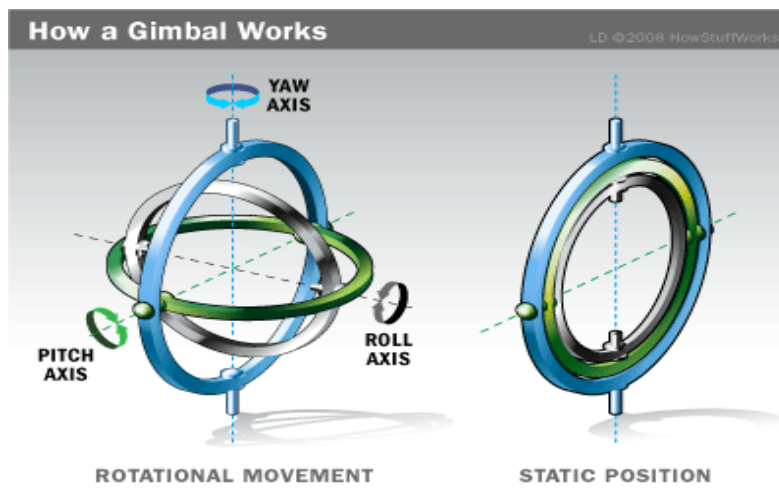 How a Gimbal Works
LD ©2008 HowStuffWorks
YAW
AXIS
PITCH
AXIS
ROLL
AXIS
ROTATIONAL MOVEMENT
STATIC POSITION